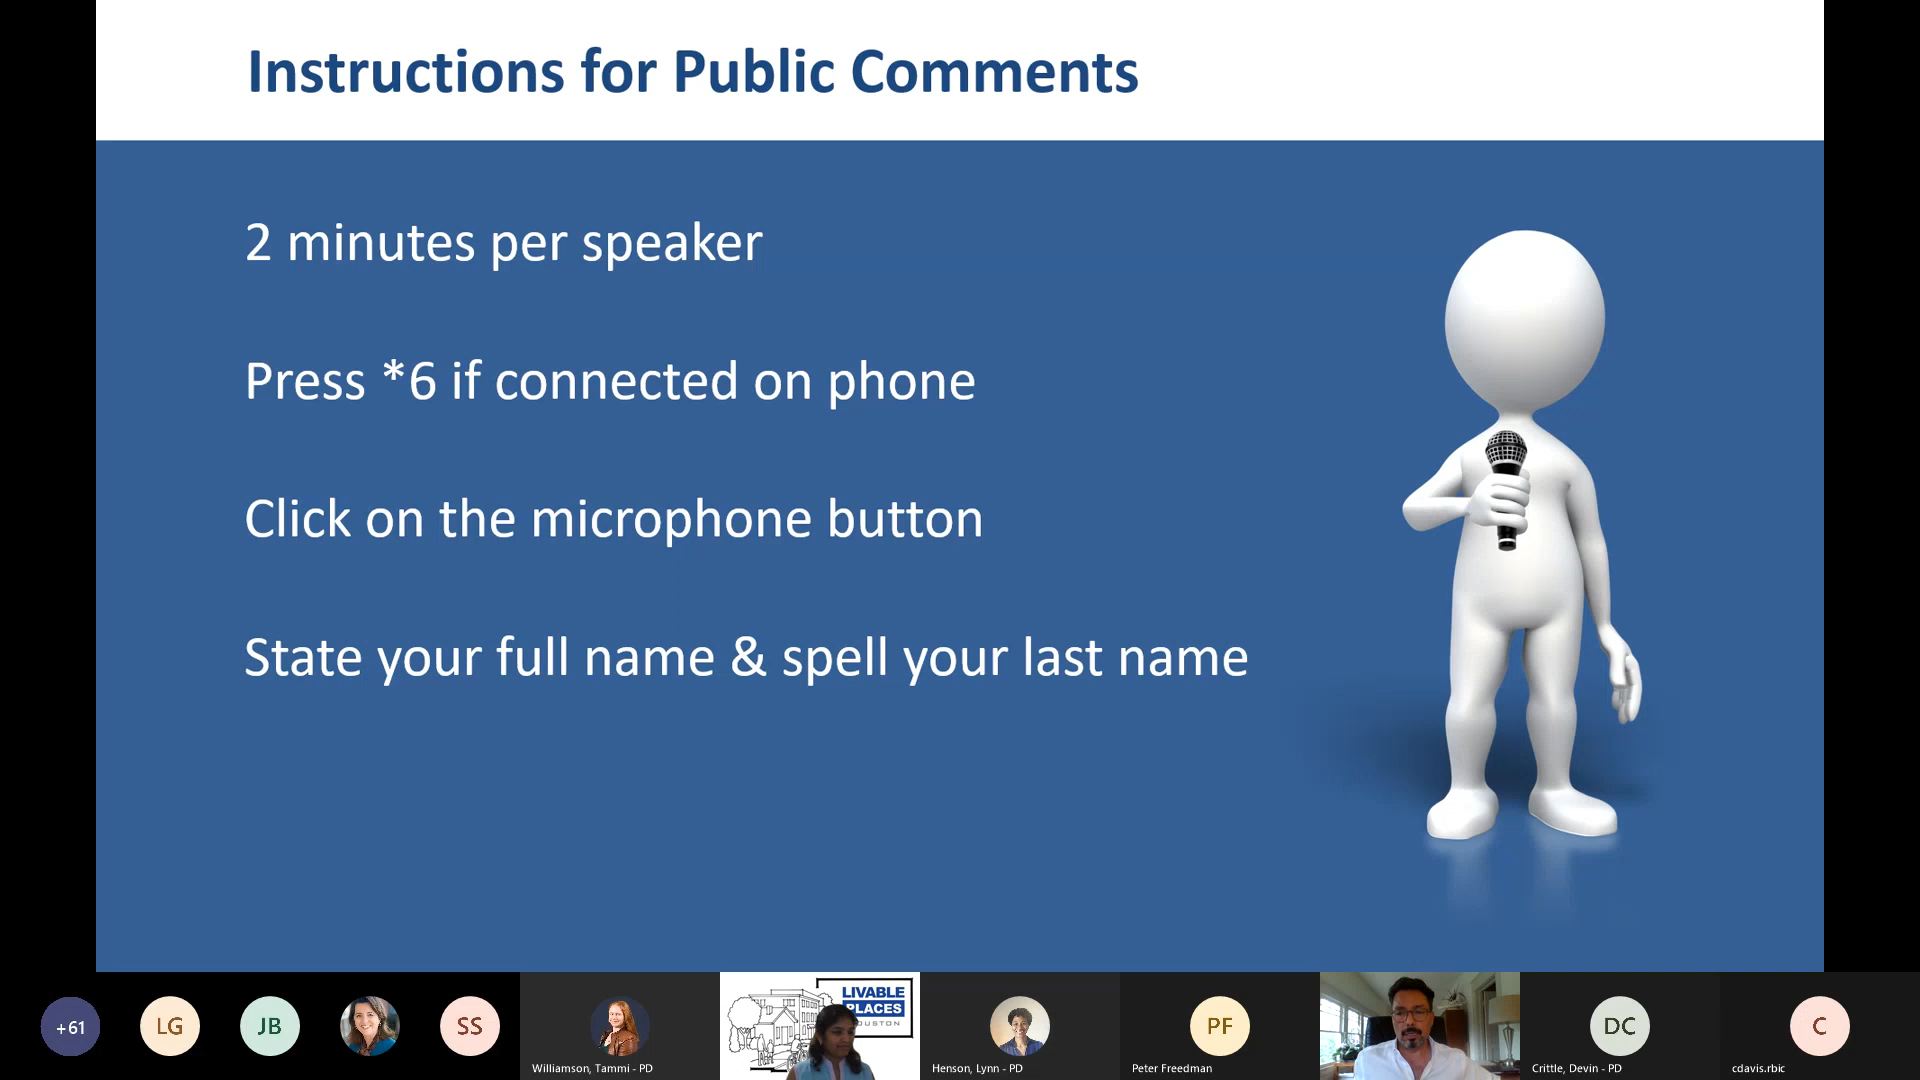 Instructions for Public Comments
2 minutes per speaker
Press *6 if connected on phone
Click on the microphone button
State your full name & spell your last name
+61
LG
JB
SS
Williamson, Tammi - PD
LIVABLE
PLACES
OUSTON
Henson, Lynn - PD
PF
Peter Freedman
DC
Crittle, Devin - PD
C
cdavis.rbic